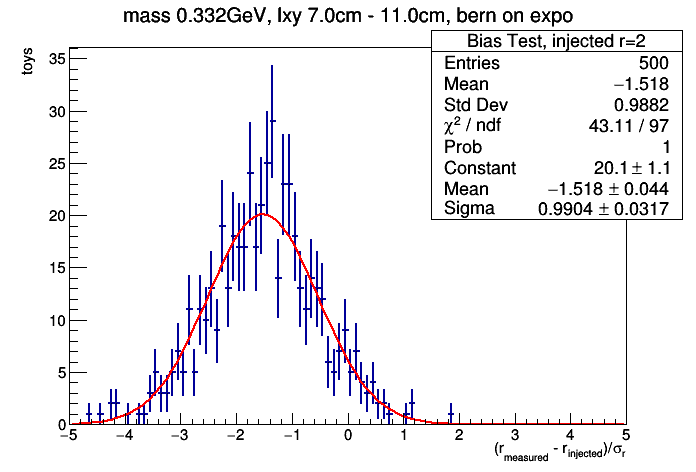 mass 0.332GeV, lxy 7.0cm - 11.0cm, bern on expo
Bias Test, injected r=2
Entries 500
Mean −1.518
Std Dev 0.9882
χ² / ndf 43.11 / 97
Prob 1
Constant 20.1 ± 1.1
Mean −1.518 ± 0.044
Sigma 0.9904 ± 0.0317
toys
35
30
25
20
15
10
5
0
−5 −4 −3 −2 −1 0 1 2 3 4 5
(r_measured - r_injected)/σ_r